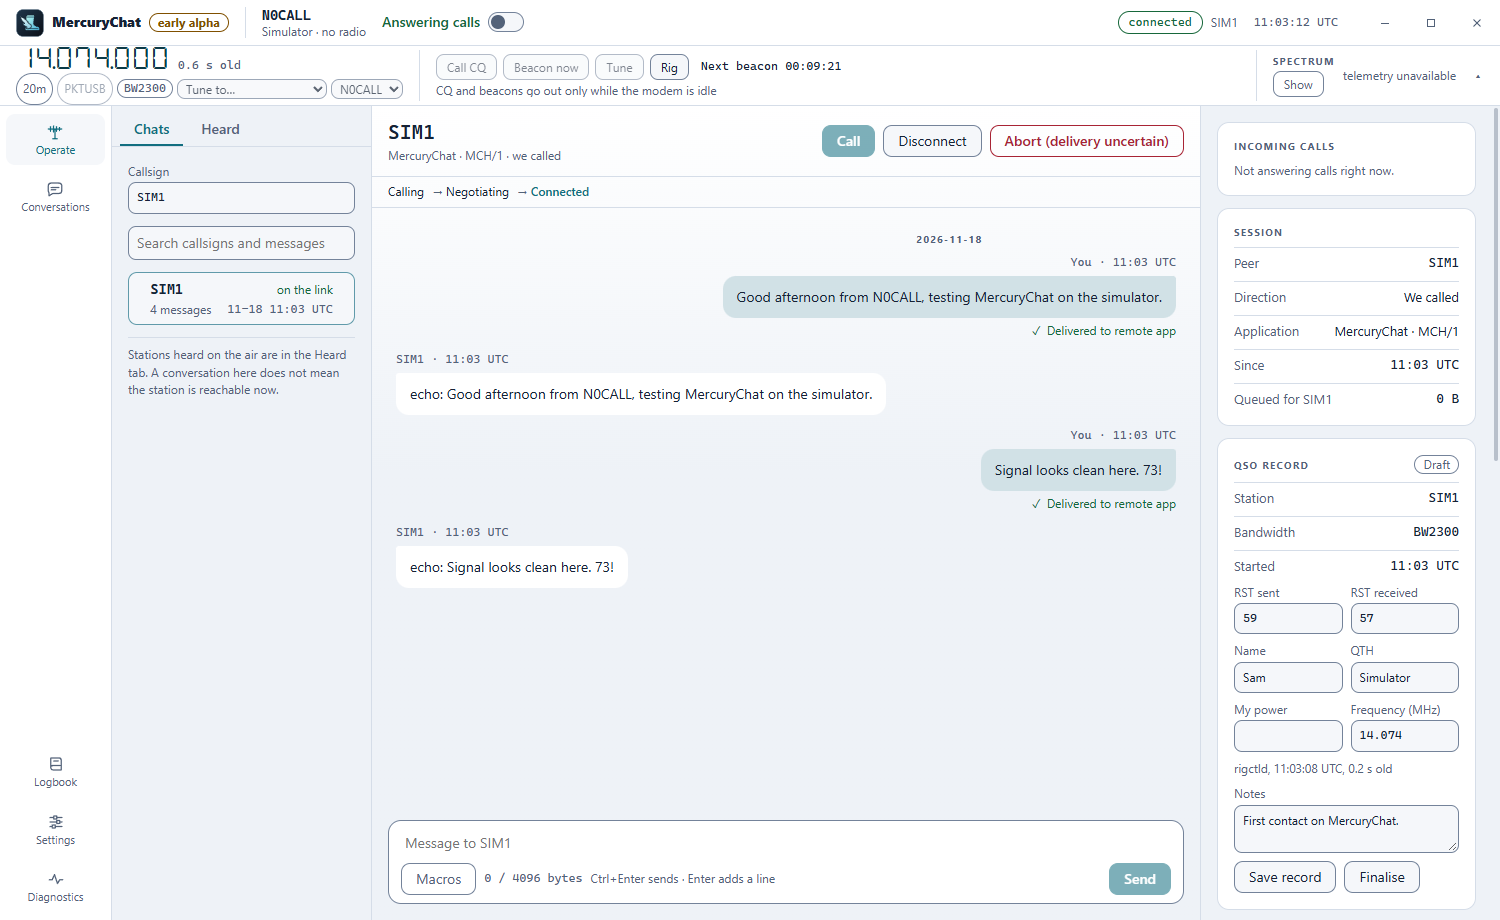 MercuryChat early alpha
N0CALL
Simulator · no radio
Answering calls
connected SIM1 11:03:12 UTC
14.074.000 0.6 s old
20m PKTUSB BW2300 Tune to... N0CALL
Call CQ Beacon now Tune Rig Next beacon 00:09:21
CQ and beacons go out only while the modem is idle
SPECTRUM
Show
telemetry unavailable
Operate
Conversations
Logbook
Settings
Diagnostics
Chats Heard
Callsign
SIM1
Search callsigns and messages
SIM1 on the link
4 messages 11-18 11:03 UTC
Stations heard on the air are in the Heard
tab. A conversation here does not mean
the station is reachable now.
SIM1
MercuryChat · MCH/1 · we called
Call Disconnect Abort (delivery uncertain)
Calling → Negotiating → Connected
2026-11-18
You · 11:03 UTC
Good afternoon from N0CALL, testing MercuryChat on the simulator.
✓ Delivered to remote app
SIM1 · 11:03 UTC
echo: Good afternoon from N0CALL, testing MercuryChat on the simulator.
You · 11:03 UTC
Signal looks clean here. 73!
✓ Delivered to remote app
SIM1 · 11:03 UTC
echo: Signal looks clean here. 73!
Message to SIM1
Macros 0 / 4096 bytes Ctrl+Enter sends · Enter adds a line Send
INCOMING CALLS
Not answering calls right now.
SESSION
Peer SIM1
Direction We called
Application MercuryChat · MCH/1
Since 11:03 UTC
Queued for SIM1 0 B
QSO RECORD Draft
Station SIM1
Bandwidth BW2300
Started 11:03 UTC
RST sent RST received
59 57
Name QTH
Sam Simulator
My power Frequency (MHz)
14.074
rigctld, 11:03:08 UTC, 0.2 s old
Notes
First contact on MercuryChat.
Save record Finalise